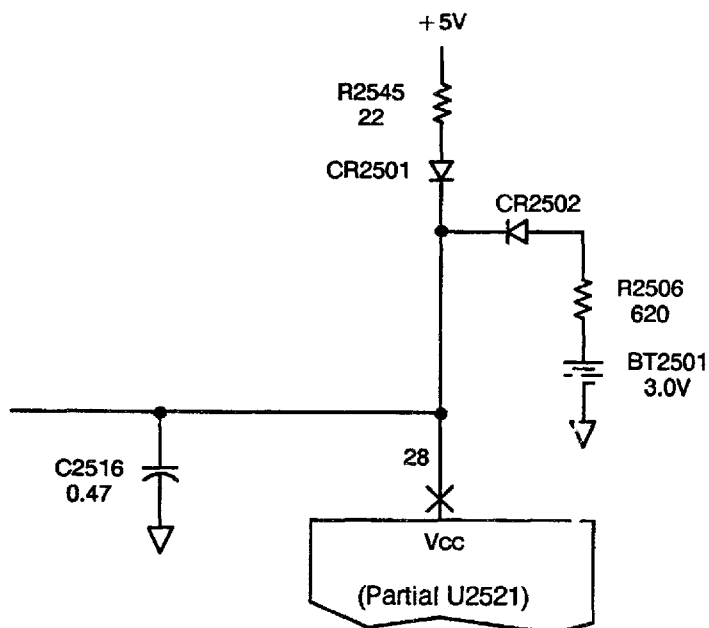 +5V
R2545
22
CR2501
CR2502
R2506
620
BT2501
3.0V
28
C2516
0.47
Vcc
(Partial U2521)